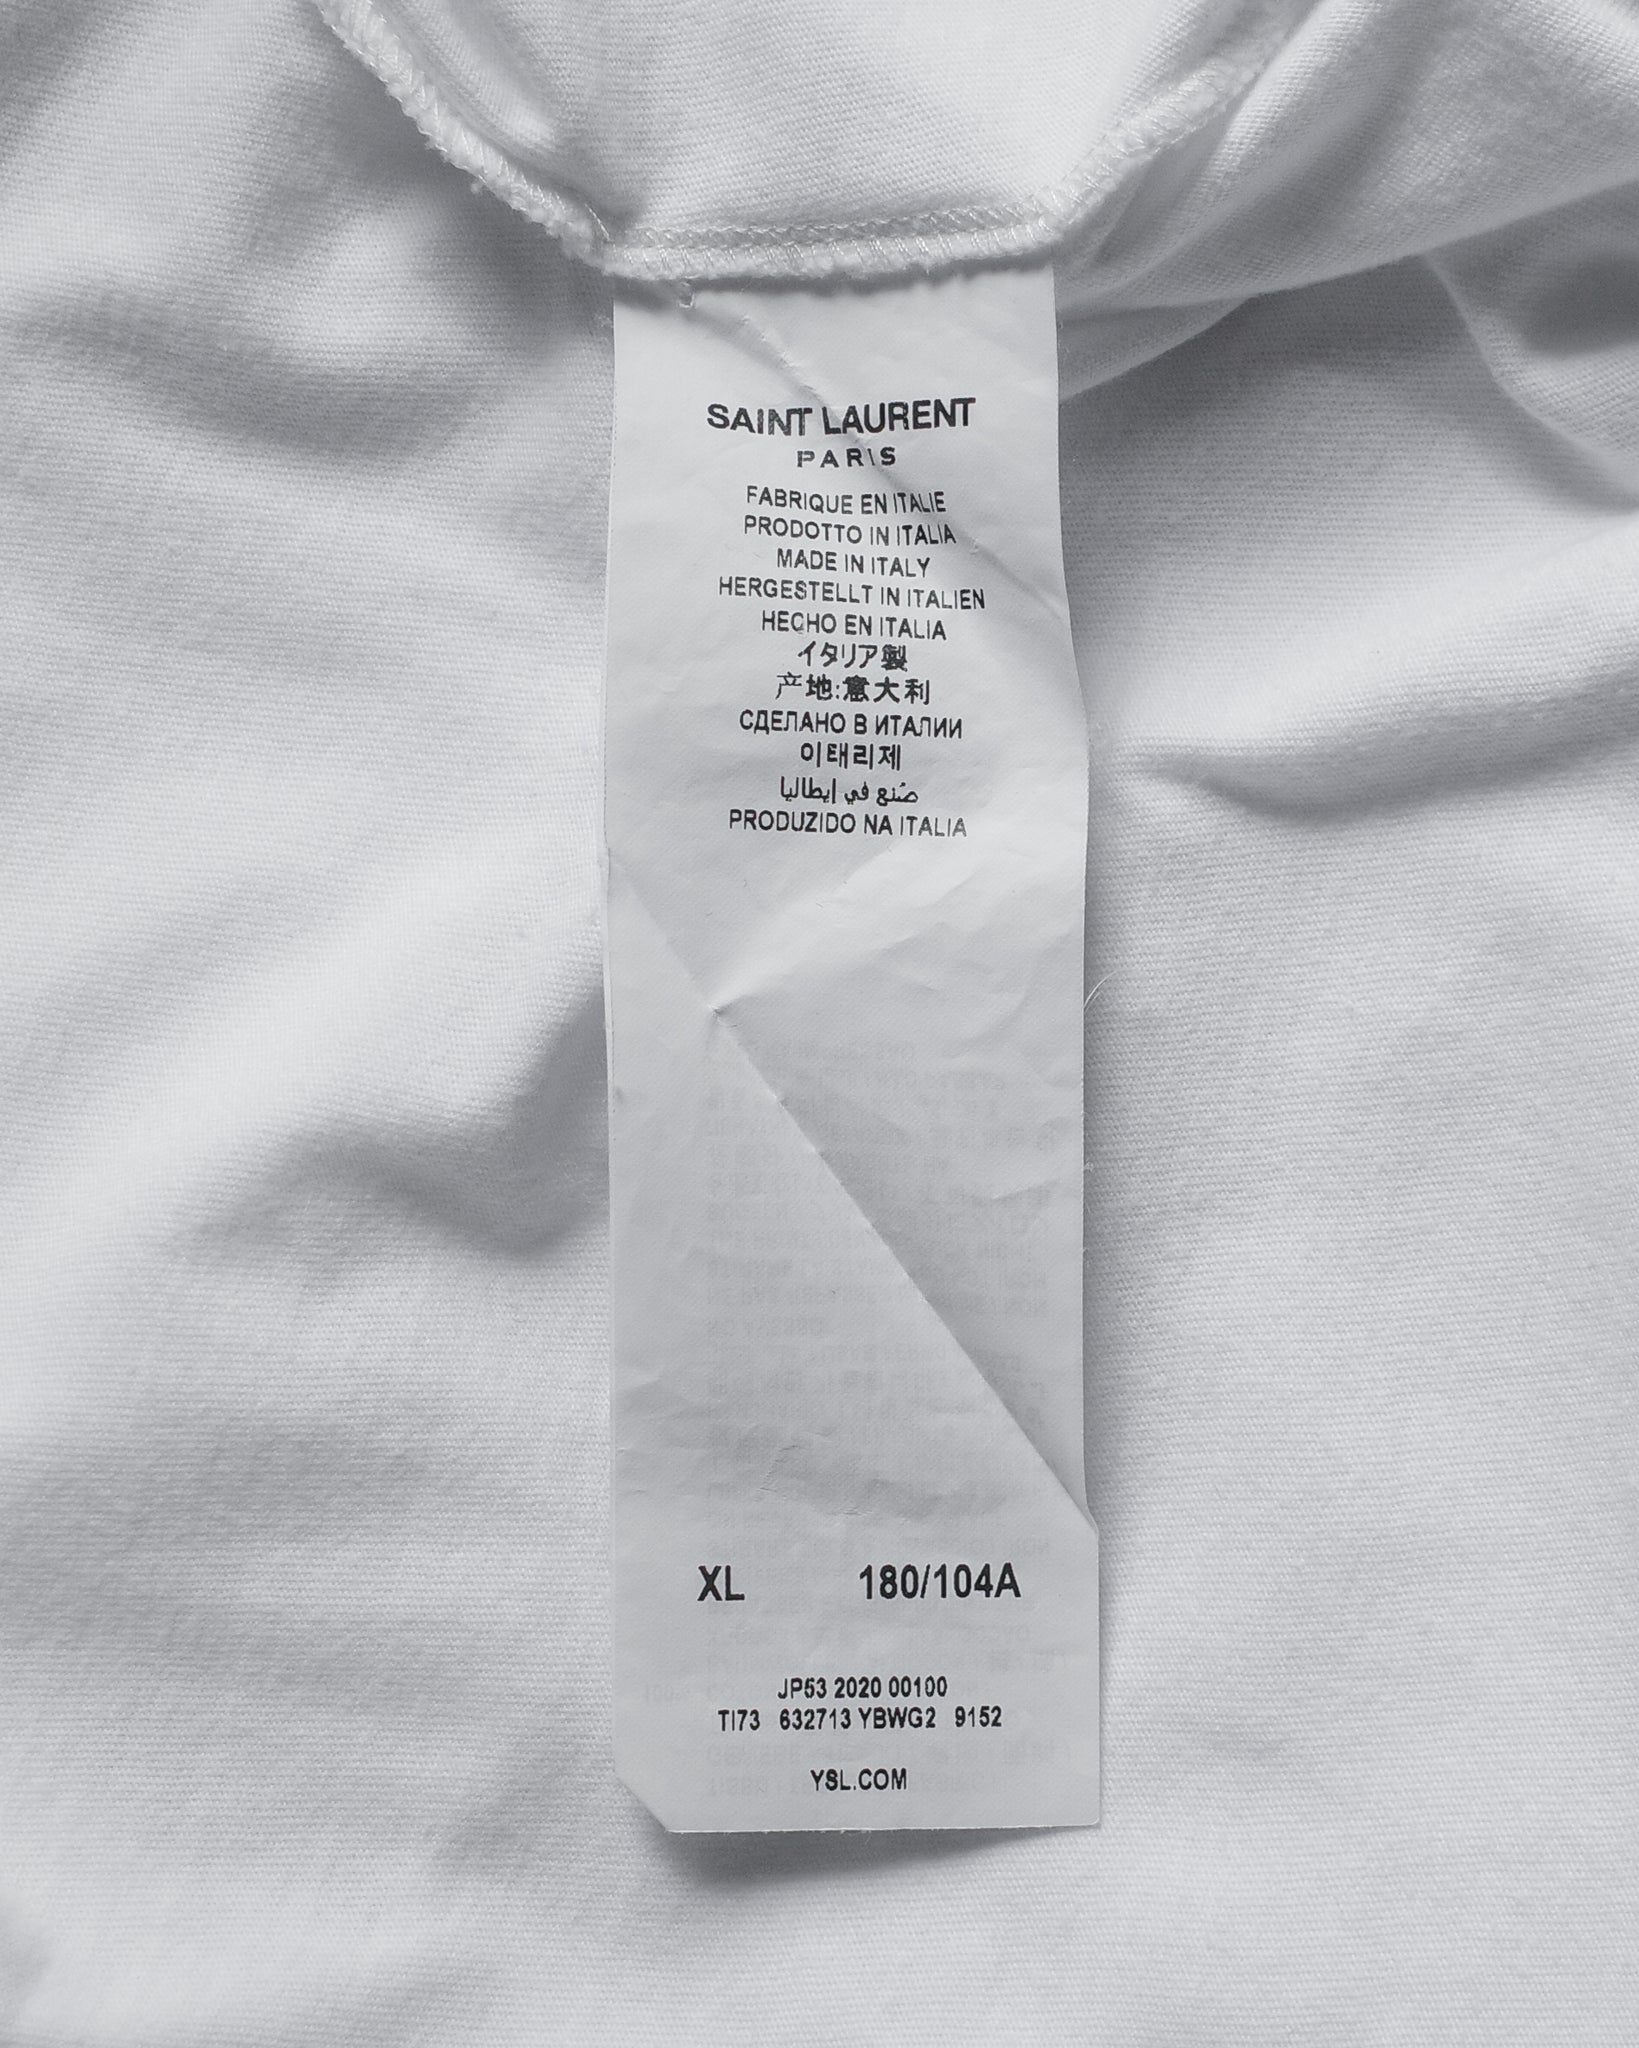 SAINT LAURENT
PARIS
FABRIQUE EN ITALIE
PRODOTTO IN ITALIA
MADE IN ITALY
HERGESTELLT IN ITALIEN
HECHO EN ITALIA
イタリア製
产地:意大利
СДЕЛАНО В ИТАЛИИ
이태리제
صُنع في إيطاليا
PRODUZIDO NA ITALIA
XL 180/104A
JP53 2020 00100
TI73 632713 YBWG2 9152
YSL.COM